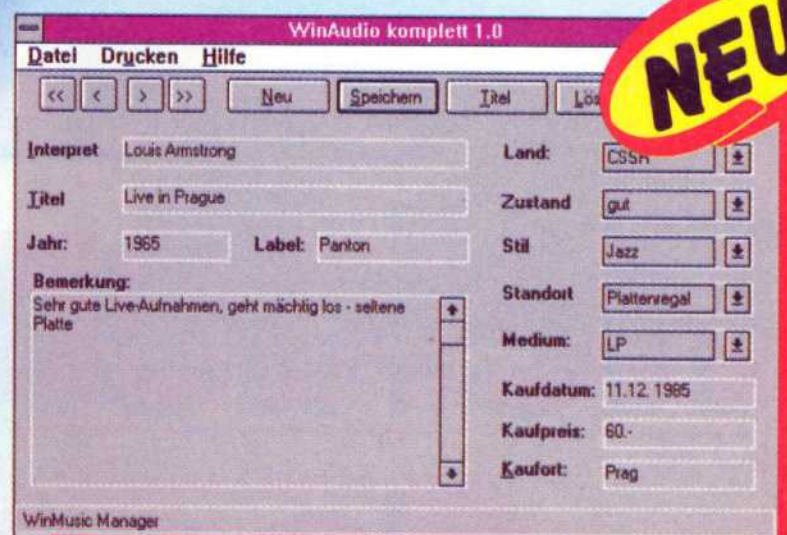 WinAudio komplett 1.0
NEU
Datei Drucken Hilfe
<< < > >> Neu Speichern Titel
Interpret Louis Armstrong
Land: CSSR
Titel Live in Prague
Zustand gut
Jahr: 1965 Label: Panton
Stil Jazz
Bemerkung:
Sehr gute Live-Aufnahmen, geht mächtig los - seltene
Platte
Standort Plattenregal
Medium: LP
Kaufdatum: 11.12. 1985
Kaufpreis: 60.-
Kaufort: Prag
WinMusic Manager